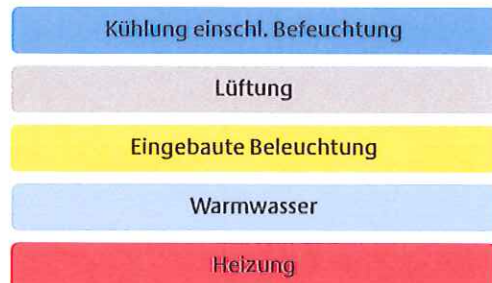 Kühlung einschl. Befeuchtung
Lüftung
Eingebaute Beleuchtung
Warmwasser
Heizung